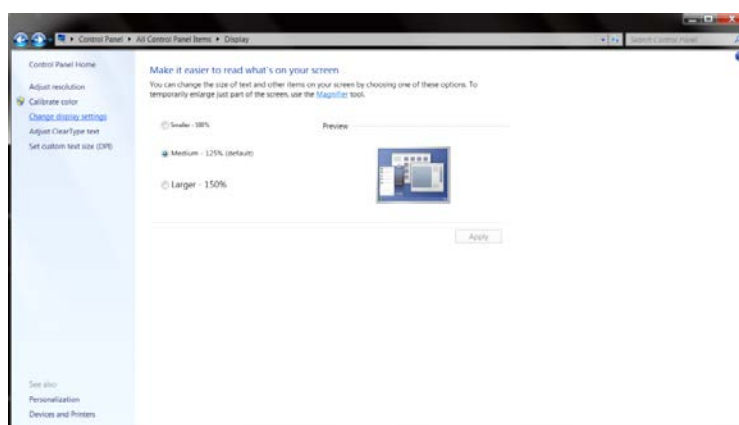 Control Panel ▸ All Control Panel Items ▸ Display
Search Control Panel
Control Panel Home
Adjust resolution
Calibrate color
Change display settings
Adjust ClearType text
Set custom text size (DPI)
Make it easier to read what's on your screen
You can change the size of text and other items on your screen by choosing one of these options. To
temporarily enlarge just part of the screen, use the Magnifier tool.
Smaller - 100%
Preview
Medium - 125% (default)
Larger - 150%
Apply
See also
Personalization
Devices and Printers